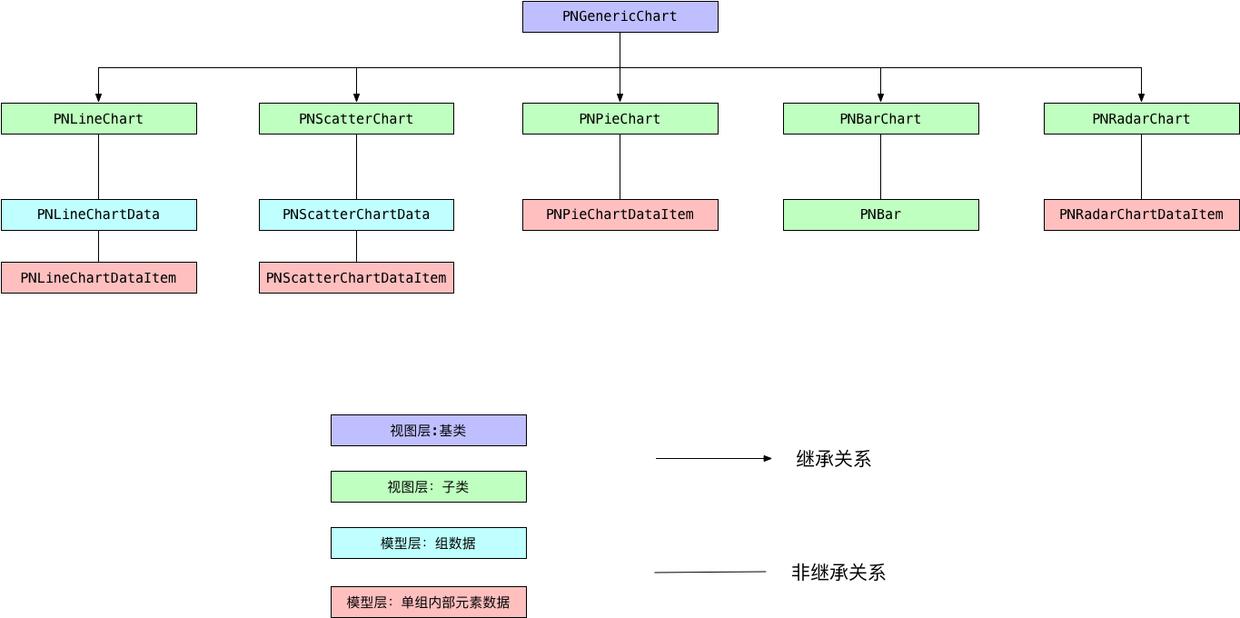 PNGenericChart
PNLineChart
PNScatterChart
PNPieChart
PNBarChart
PNRadarChart
PNLineChartData
PNScatterChartData
PNPieChartDataItem
PNBar
PNRadarChartDataItem
PNLineChartDataItem
PNScatterChartDataItem
视图层:基类
继承关系
视图层：子类
模型层：组数据
非继承关系
模型层：单组内部元素数据